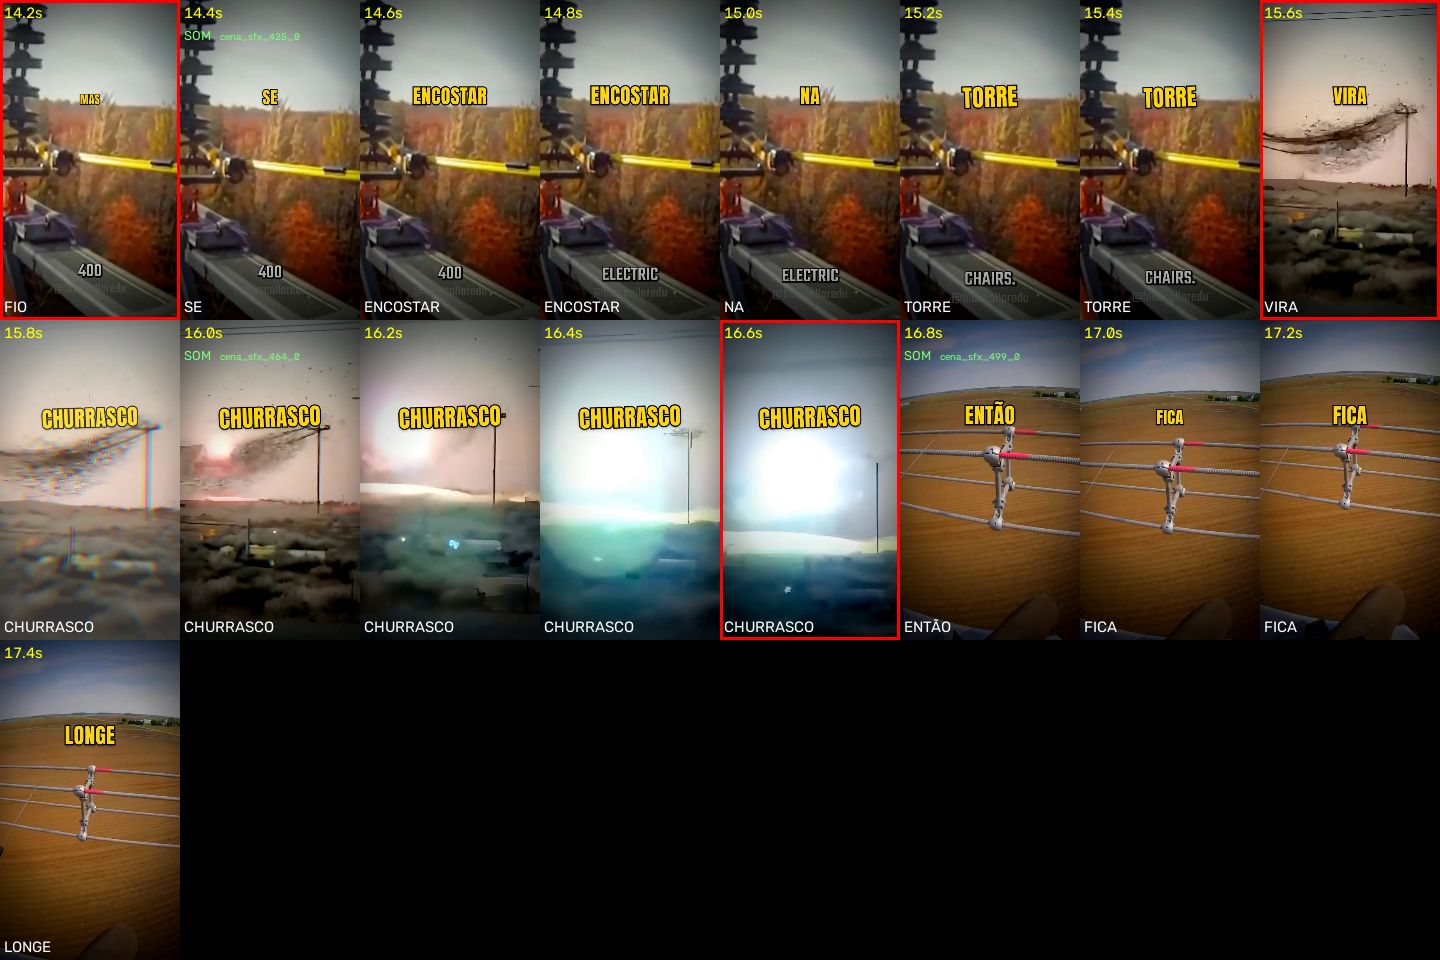 14.2s
MAS
400
FIO
14.4s
SOM cena_sfx_425_0
SE
400
SE
14.6s
ENCOSTAR
400
ENCOSTAR
14.8s
ENCOSTAR
ELECTRIC
ENCOSTAR
15.0s
NA
ELECTRIC
NA
15.2s
TORRE
CHAIRS.
TORRE
15.4s
TORRE
CHAIRS.
TORRE
15.6s
VIRA
VIRA
15.8s
CHURRASCO
CHURRASCO
16.0s
SOM cena_sfx_464_0
CHURRASCO
CHURRASCO
16.2s
CHURRASCO
CHURRASCO
16.4s
CHURRASCO
CHURRASCO
16.6s
CHURRASCO
CHURRASCO
16.8s
SOM cena_sfx_499_0
ENTÃO
ENTÃO
17.0s
FICA
FICA
17.2s
FICA
FICA
17.4s
LONGE
LONGE